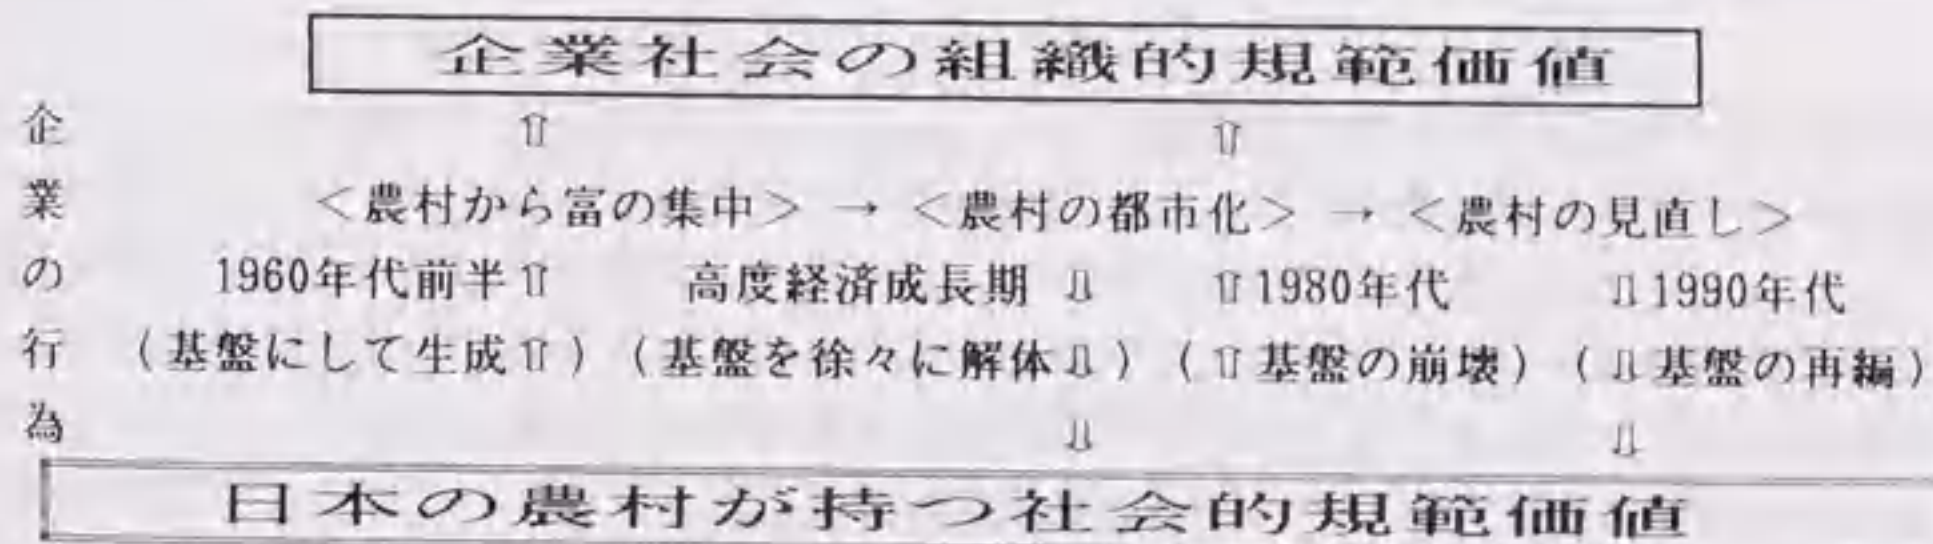 企業社会の組織的規範価値
企業の行為
⇧ ⇧
＜農村から富の集中＞ → ＜農村の都市化＞ → ＜農村の見直し＞
1960年代前半⇧ 高度経済成長期 ⇩ ⇧1980年代 ⇩1990年代
（基盤にして生成⇧）（基盤を徐々に解体⇩）（⇧基盤の崩壊）（⇩基盤の再編）
⇩ ⇩
日本の農村が持つ社会的規範価値